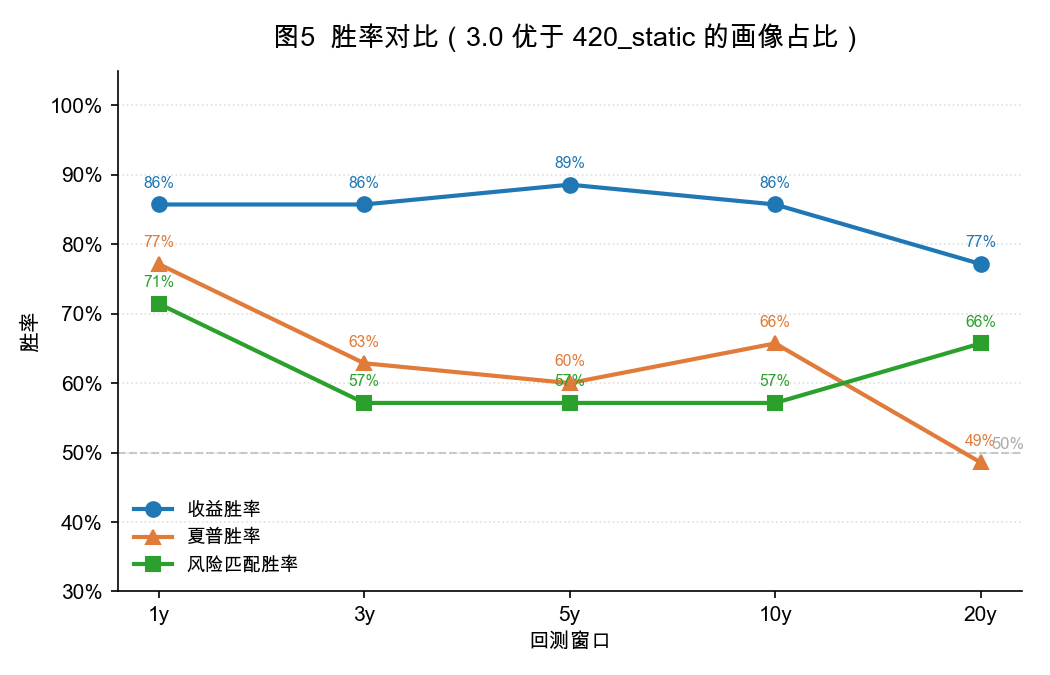 图5 胜率对比（3.0 优于 420_static 的画像占比）
胜率
100%
90%
80%
70%
60%
50%
40%
30%
86%
86%
89%
86%
77%
77%
63%
60%
66%
49%
71%
57%
57%
57%
66%
50%
收益胜率
夏普胜率
风险匹配胜率
1y
3y
5y
10y
20y
回测窗口